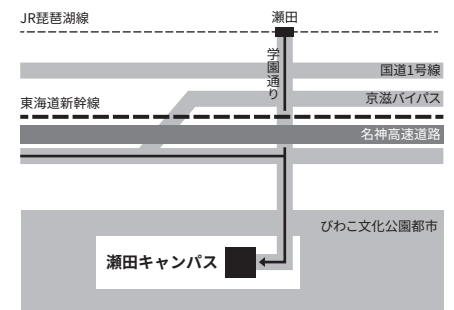 JR琵琶湖線
瀬田
学園通り
国道1号線
京滋バイパス
東海道新幹線
名神高速道路
びわこ文化公園都市
瀬田キャンパス